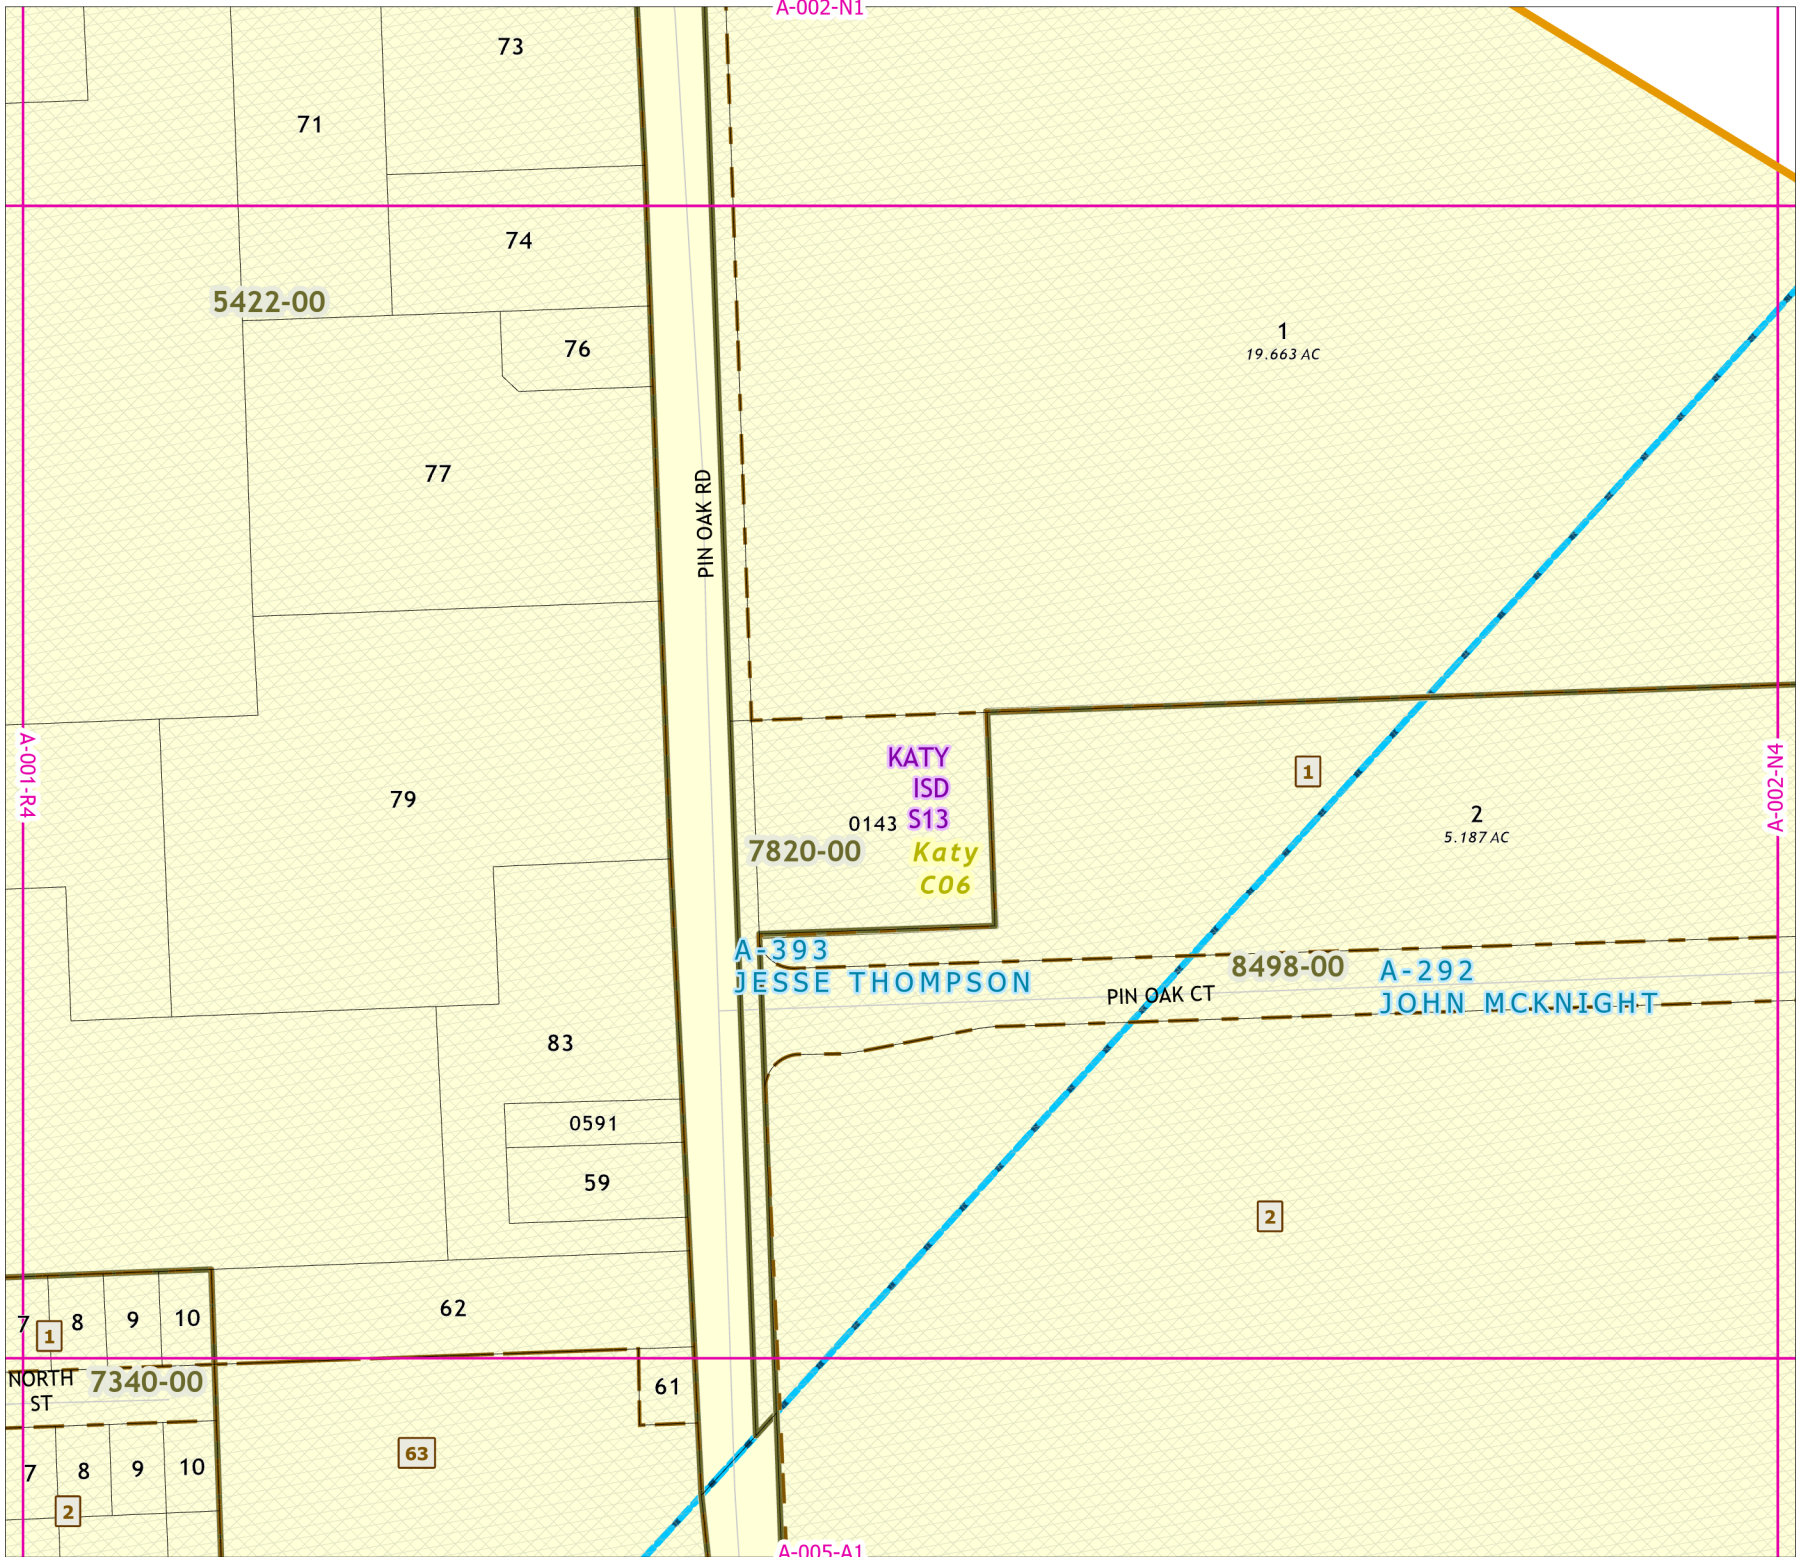 A-002-N1
73
71
74
5422-00
1
19.663 AC
76
77
PIN OAK RD
A-001-R4
A-002-N4
KATY
ISD
S13
0143
7820-00
Katy
C06
1
2
5.187 AC
79
A-393
JESSE THOMPSON
8498-00
A-292
JOHN MCKNIGHT
PIN OAK CT
83
0591
59
2
62
7
8
9
10
1
NORTH
ST
7340-00
61
63
7
8
9
10
2
A-005-A1